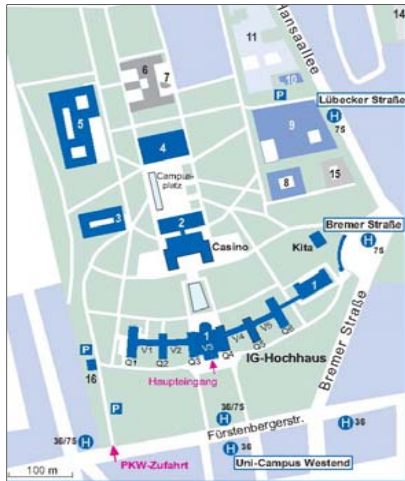 14
Hansaallee
11
6
7
10
P
Lübecker Straße
H
75
5
9
4
Campus-
platz
8
15
3
2
Bremer Straße
Casino
Kita
H
75
1
1
V1
V2
V3
V4
V5
Q1
Q2
Q3
Q4
Q5
Q6
IG-Hochhaus
Bremer Straße
P
16
Haupteingang
P
36/75
H
H
36
Fürstenbergerstr.
36/75
H
H
36
PKW-Zufahrt
Uni-Campus Westend
100 m